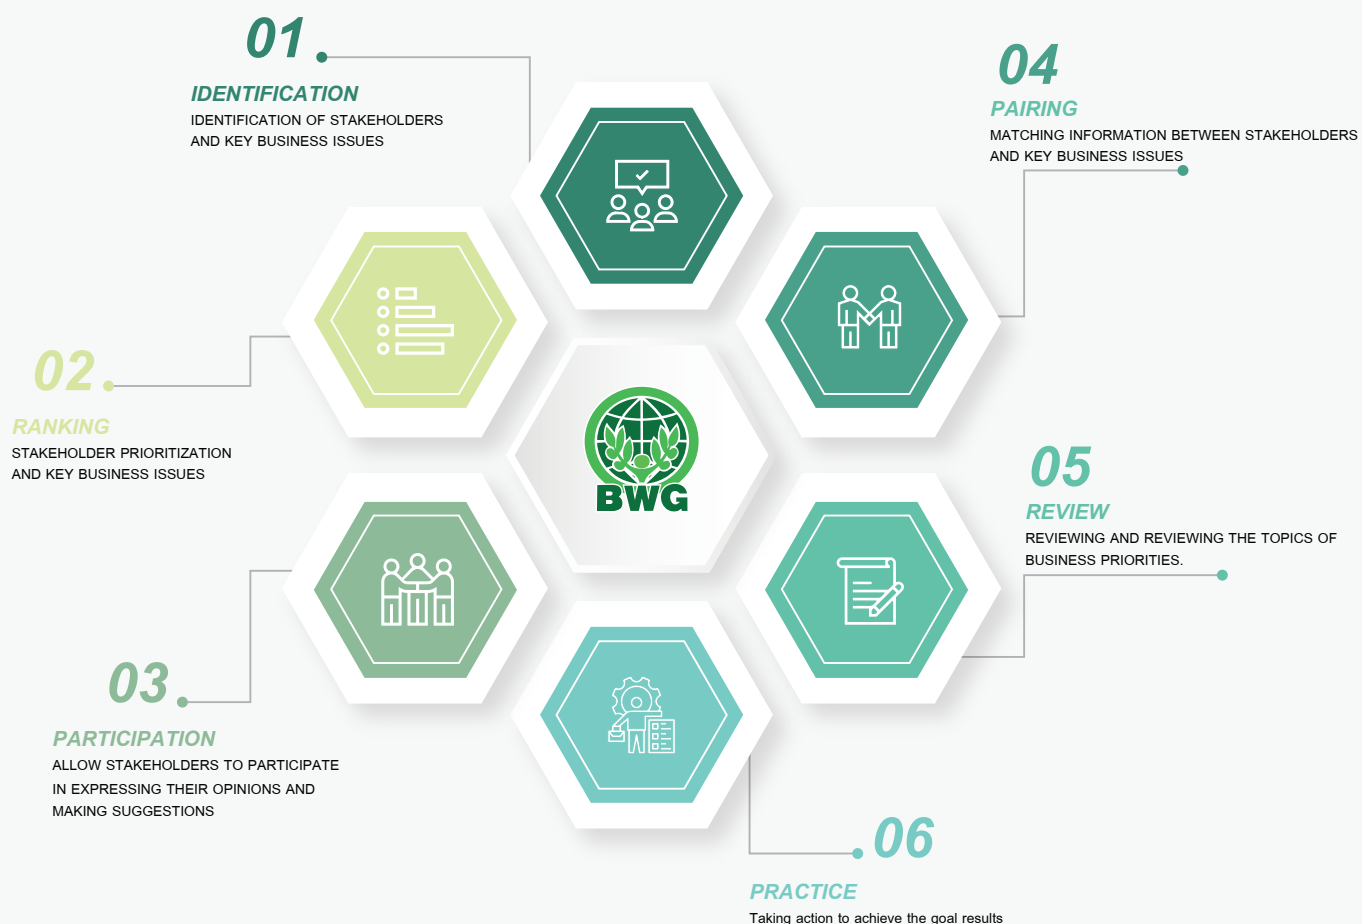 01
IDENTIFICATION
IDENTIFICATION OF STAKEHOLDERS
AND KEY BUSINESS ISSUES
02
RANKING
STAKEHOLDER PRIORITIZATION
AND KEY BUSINESS ISSUES
03
PARTICIPATION
ALLOW STAKEHOLDERS TO PARTICIPATE
IN EXPRESSING THEIR OPINIONS AND
MAKING SUGGESTIONS
BWG
04
PAIRING
MATCHING INFORMATION BETWEEN STAKEHOLDERS
AND KEY BUSINESS ISSUES
05
REVIEW
REVIEWING AND REVIEWING THE TOPICS OF
BUSINESS PRIORITIES.
06
PRACTICE
Taking action to achieve the goal results